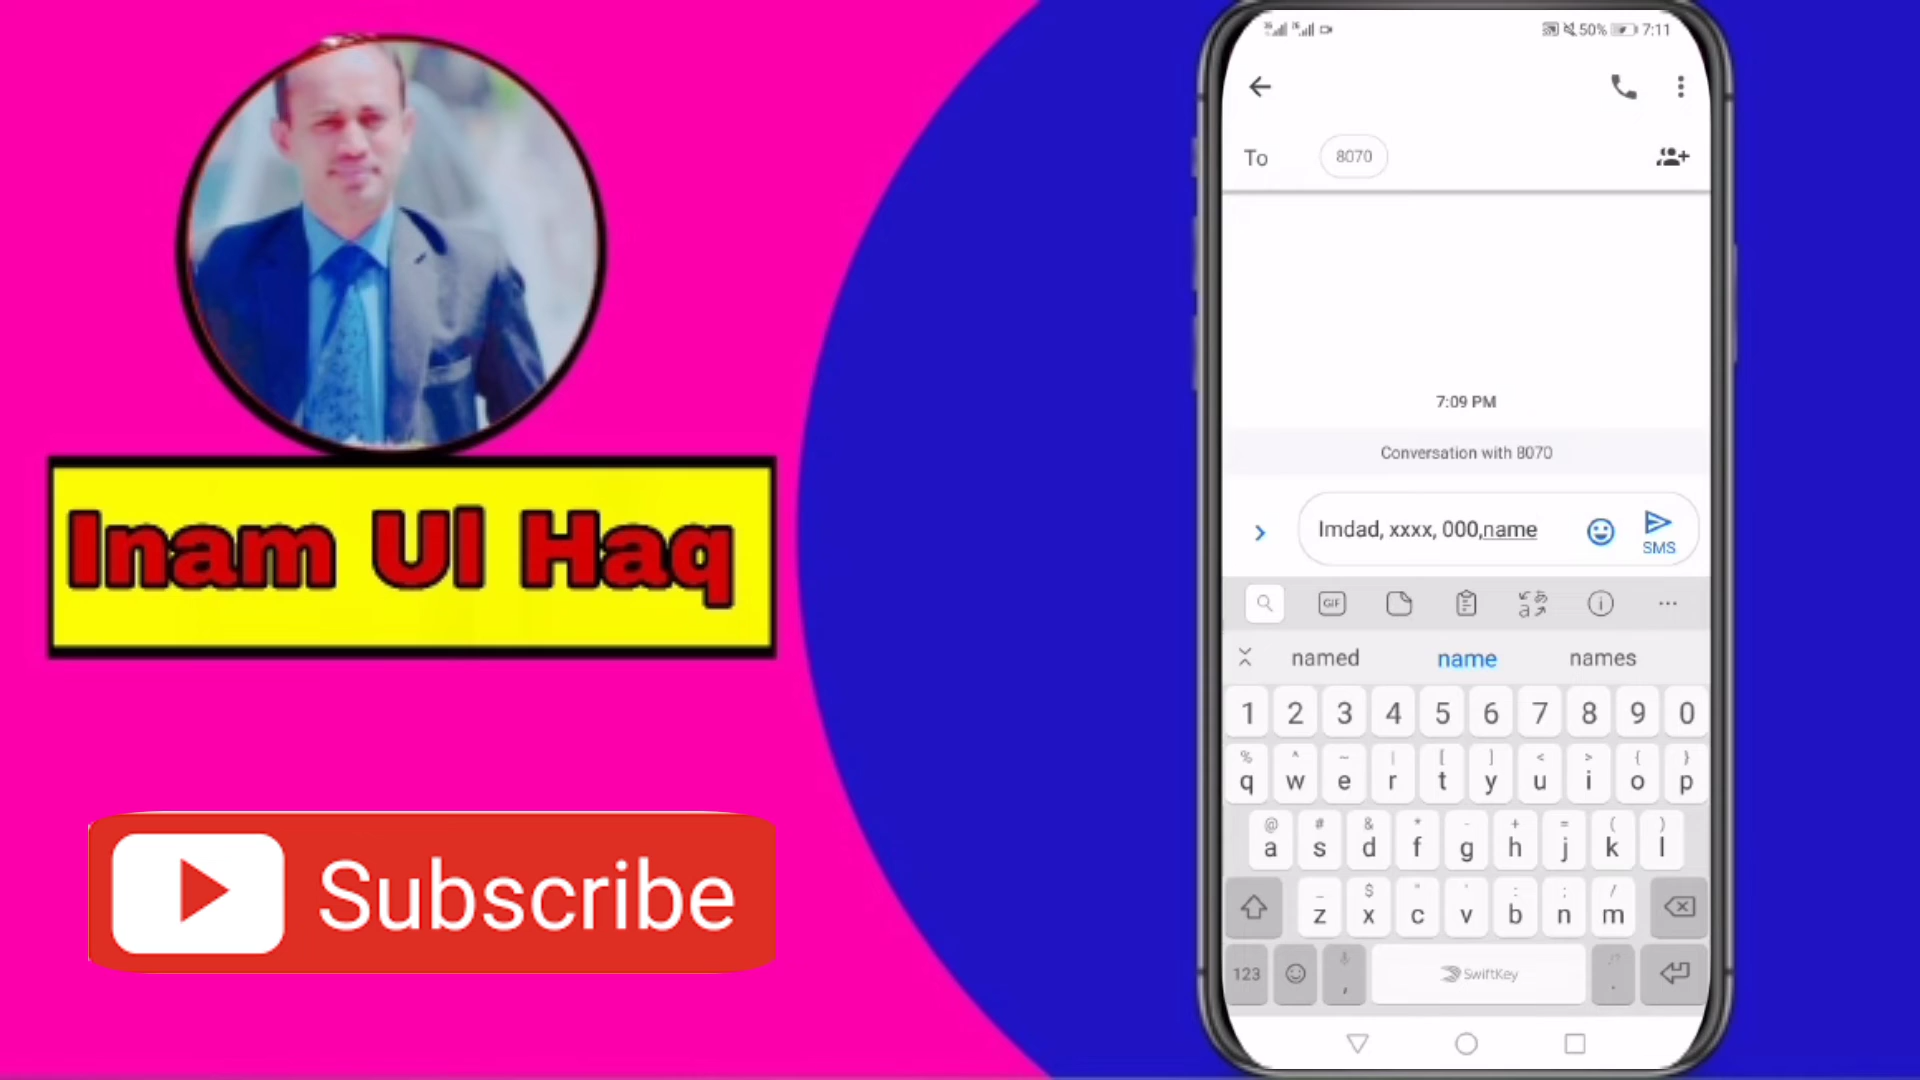 Inam Ul Haq
Subscribe
50% 7:11
To 8070
7:09 PM
Conversation with 8070
Imdad, xxxx, 000,name
SMS
GIF
named name names
1 2 3 4 5 6 7 8 9 0
% ^ ~ | [ ] < > { }
q w e r t y u i o p
@ # & * - + = ( )
a s d f g h j k l
_ $ " ' : ; /
z x c v b n m
123 , SwiftKey .